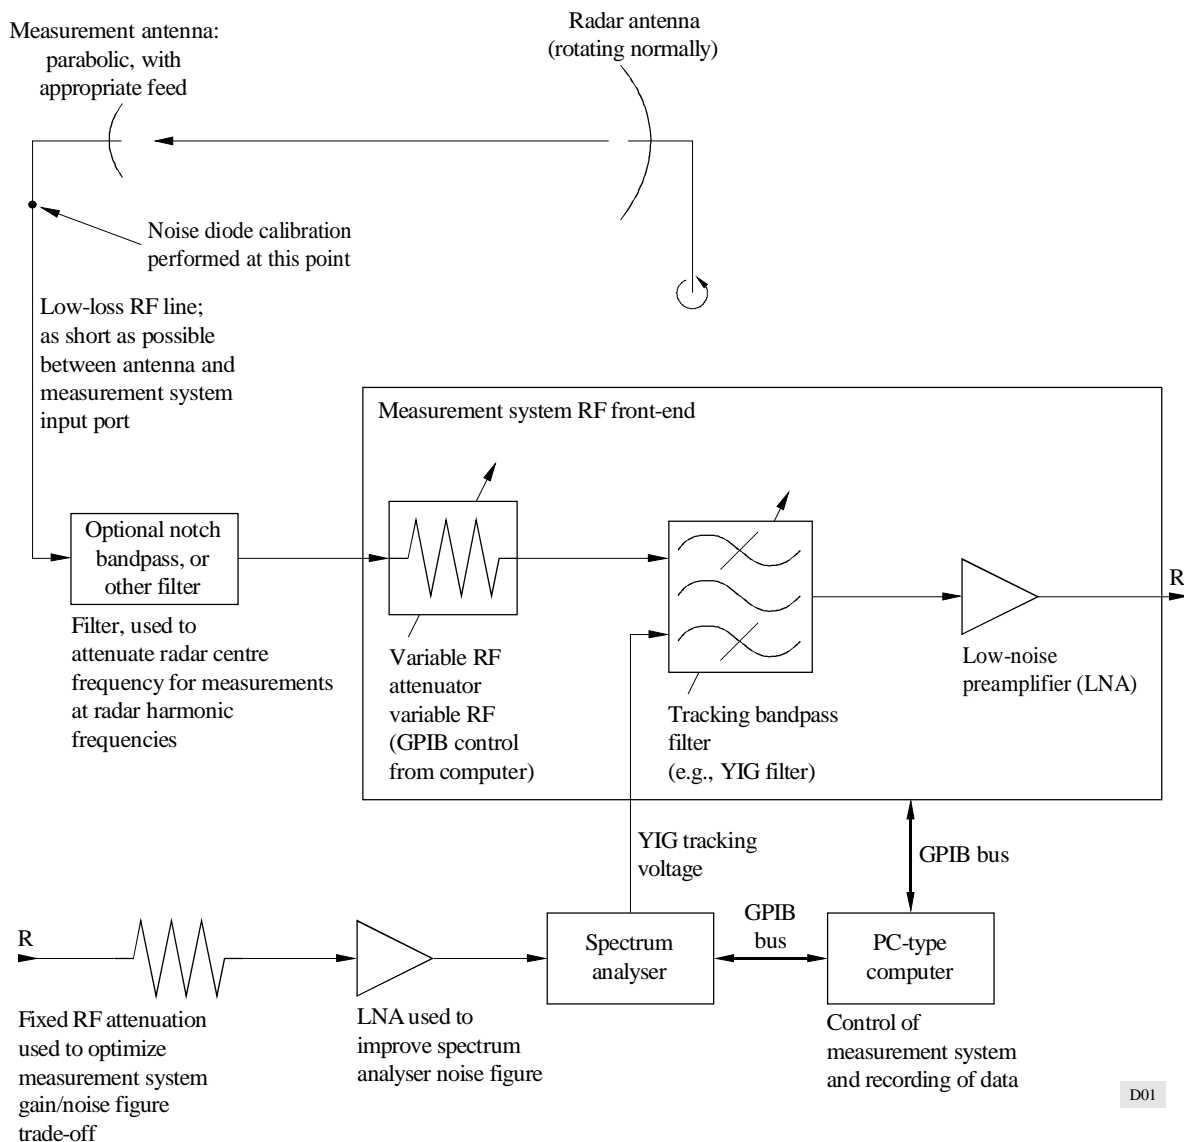 Measurement antenna:
parabolic, with
appropriate feed
Radar antenna
(rotating normally)
Noise diode calibration
performed at this point
Low-loss RF line;
as short as possible
between antenna and
measurement system
input port
Measurement system RF front-end
Optional notch
bandpass, or
other filter
Filter, used to
attenuate radar centre
frequency for measurements
at radar harmonic
frequencies
Variable RF
attenuator
variable RF
(GPIB control
from computer)
Tracking bandpass
filter
(e.g., YIG filter)
Low-noise
preamplifier (LNA)
R
YIG tracking
voltage
GPIB bus
R
Fixed RF attenuation
used to optimize
measurement system
gain/noise figure
trade-off
LNA used to
improve spectrum
analyser noise figure
Spectrum
analyser
GPIB
bus
PC-type
computer
Control of
measurement system
and recording of data
D01